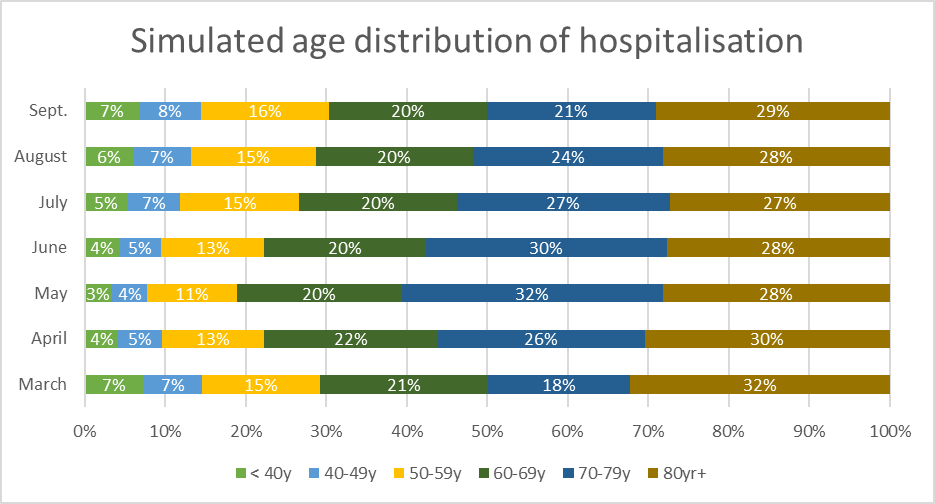 Simulated age distribution of hospitalisation
Sept. 7% 8% 16% 20% 21% 29%
August 6% 7% 15% 20% 24% 28%
July 5% 7% 15% 20% 27% 27%
June 4% 5% 13% 20% 30% 28%
May 3% 4% 11% 20% 32% 28%
April 4% 5% 13% 22% 26% 30%
March 7% 7% 15% 21% 18% 32%
0% 10% 20% 30% 40% 50% 60% 70% 80% 90% 100%
< 40y 40-49y 50-59y 60-69y 70-79y 80yr+